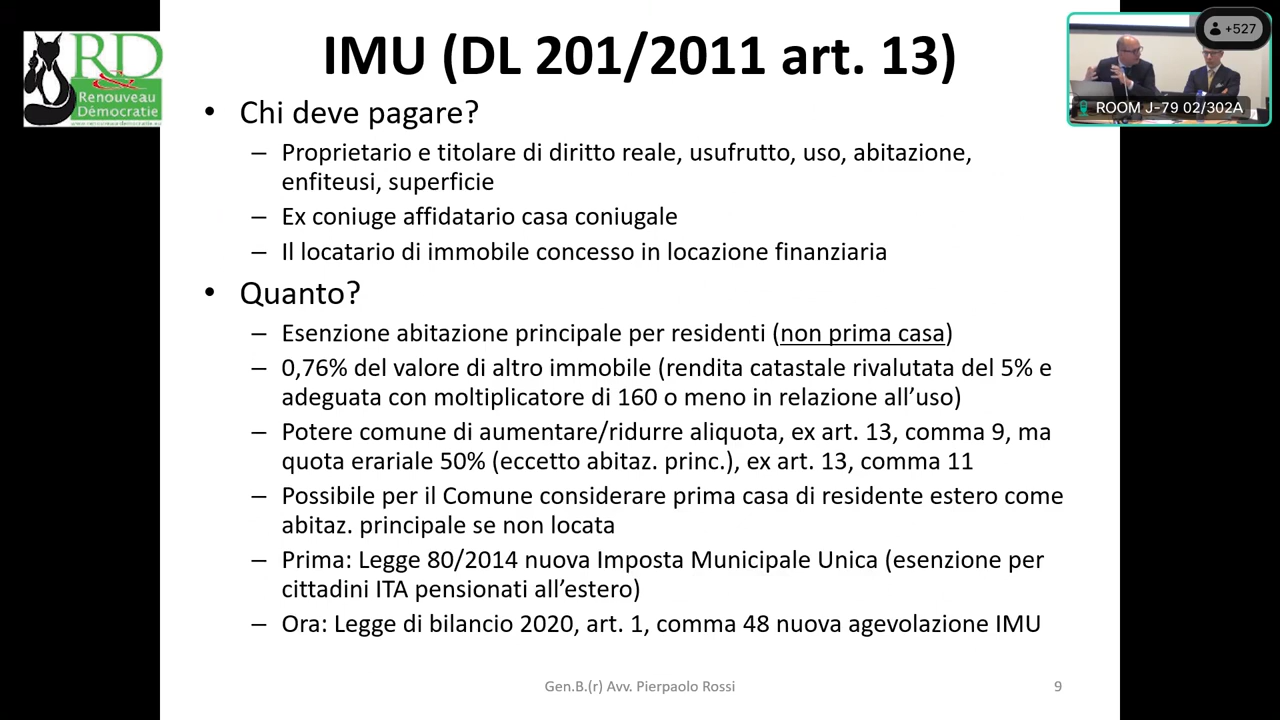 IMU (DL 201/2011 art. 13)
RD
Renouveau
&
Démocratie
+527
ROOM J-79 02/302A
• Chi deve pagare?
– Proprietario e titolare di diritto reale, usufrutto, uso, abitazione,
enfiteusi, superficie
– Ex coniuge affidatario casa coniugale
– Il locatario di immobile concesso in locazione finanziaria
• Quanto?
– Esenzione abitazione principale per residenti (non prima casa)
– 0,76% del valore di altro immobile (rendita catastale rivalutata del 5% e
adeguata con moltiplicatore di 160 o meno in relazione all’uso)
– Potere comune di aumentare/ridurre aliquota, ex art. 13, comma 9, ma
quota erariale 50% (eccetto abitaz. princ.), ex art. 13, comma 11
– Possibile per il Comune considerare prima casa di residente estero come
abitaz. principale se non locata
– Prima: Legge 80/2014 nuova Imposta Municipale Unica (esenzione per
cittadini ITA pensionati all’estero)
– Ora: Legge di bilancio 2020, art. 1, comma 48 nuova agevolazione IMU
Gen.B.(r) Avv. Pierpaolo Rossi
9